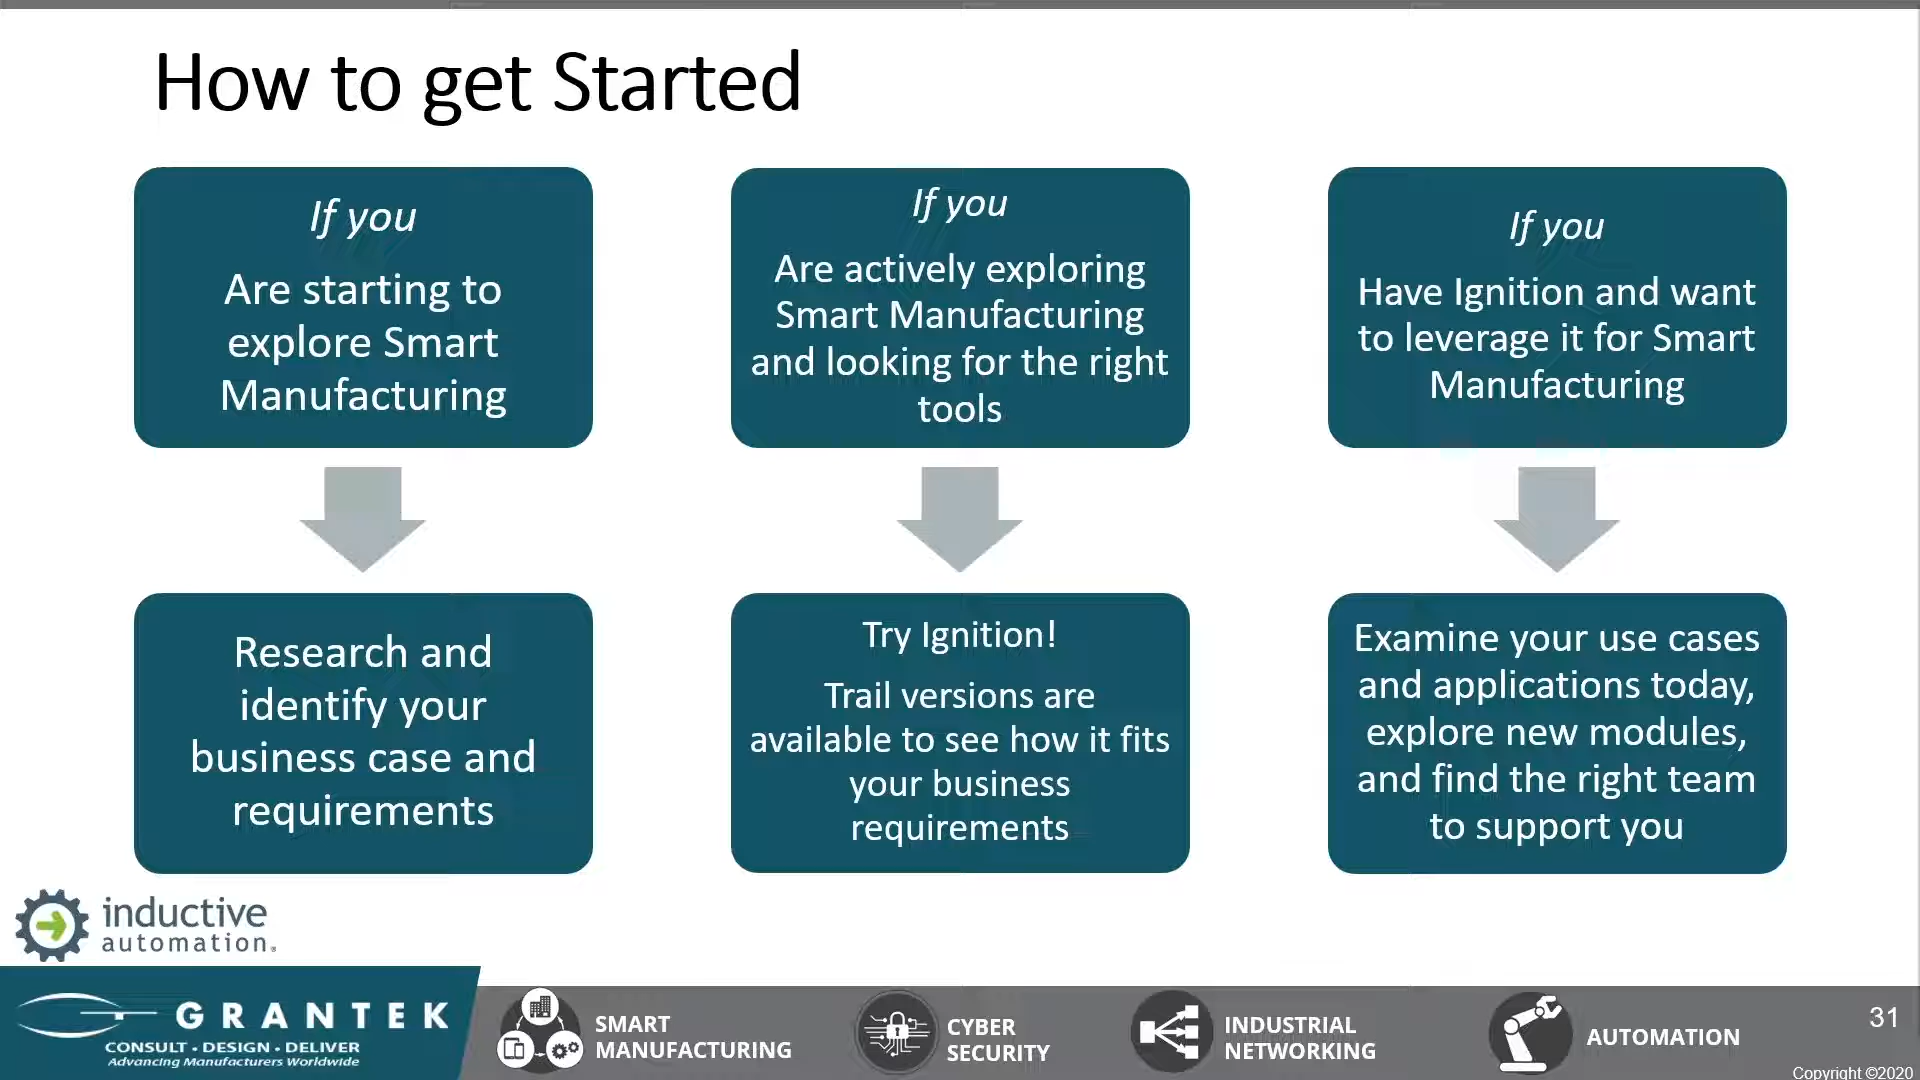 How to get Started
If you
Are starting to
explore Smart
Manufacturing
Research and
identify your
business case and
requirements
If you
Are actively exploring
Smart Manufacturing
and looking for the right
tools
Try Ignition!
Trail versions are
available to see how it fits
your business
requirements
If you
Have Ignition and want
to leverage it for Smart
Manufacturing
Examine your use cases
and applications today,
explore new modules,
and find the right team
to support you
inductive
automation®
GRANTEK
CONSULT • DESIGN • DELIVER
Advancing Manufacturers Worldwide
SMART
MANUFACTURING
CYBER
SECURITY
INDUSTRIAL
NETWORKING
AUTOMATION
31
Copyright ©2020